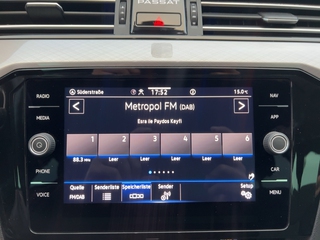 PASSAT
RADIO
MEDIA
PHONE
VOICE
NAV
APP
CAR
MENU
Süderstraße 17:52 15.0°C
< Metropol FM (DAB) >
Esra ile Paydos Keyfi
1 2 3 4 5 6
88.3 MHz Leer Leer Leer Leer Leer
Quelle Senderliste Speicherliste Sender Setup
FM/DAB